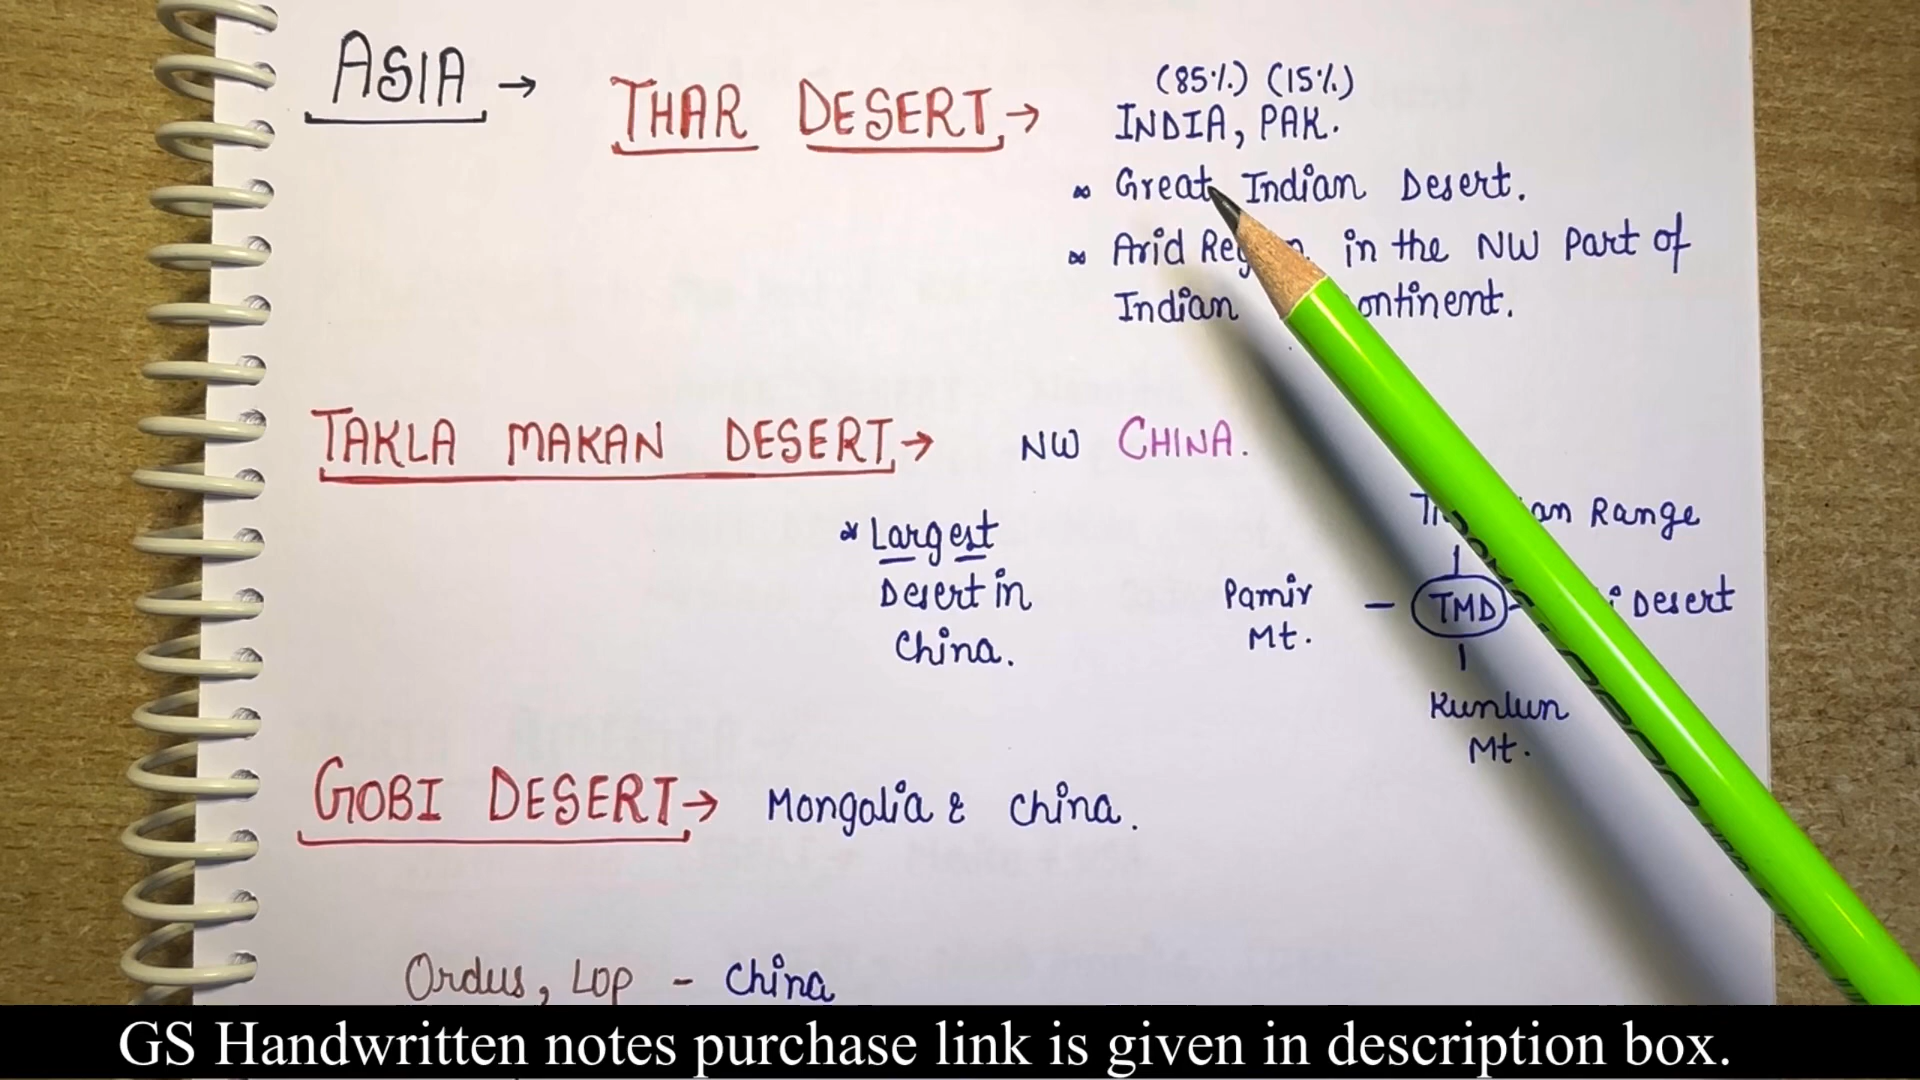 ASIA → THAR DESERT →
(85%) (15%)
INDIA, PAK.
Great Indian Desert.
Arid in the NW Part of
Indian
TAKLA MAKAN DESERT → NW CHINA.
* Largest
Desert in
China.
Range
Pamir
Mt.
— TMD -
Desert
Kunlun
Mt.
GOBI DESERT → Mongolia & China.
Ordus, Lop - China
GS Handwritten notes purchase link is given in description box.